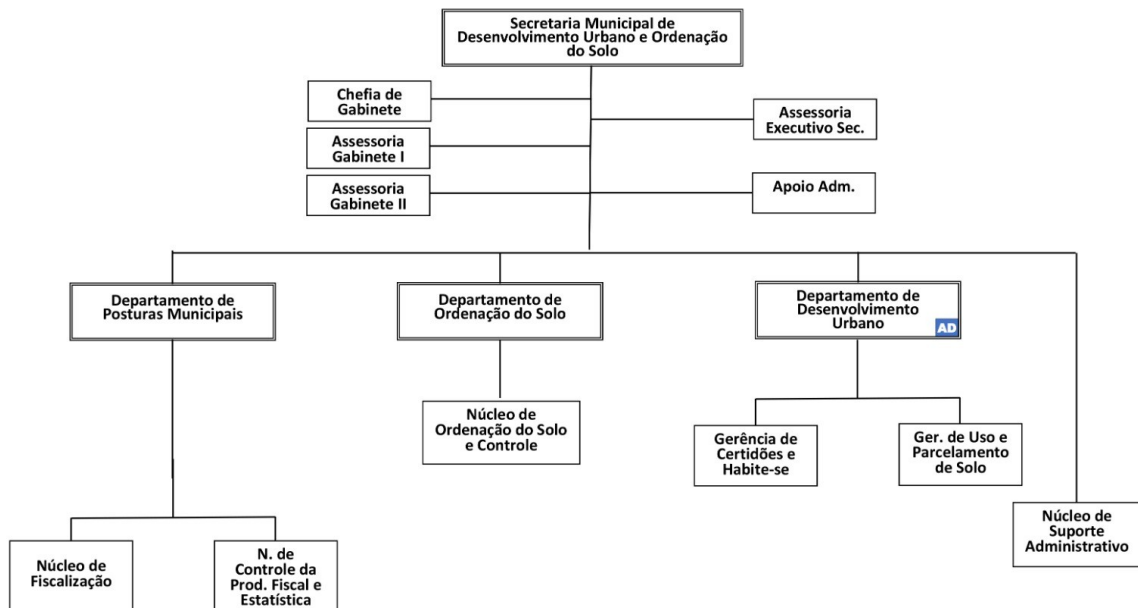 Secretaria Municipal de
Desenvolvimento Urbano e Ordenação
do Solo
Chefia de
Gabinete
Assessoria
Executivo Sec.
Assessoria
Gabinete I
Assessoria
Gabinete II
Apoio Adm.
Departamento de
Posturas Municipais
Departamento de
Ordenação do Solo
Departamento de
Desenvolvimento
Urbano
AD
Núcleo de
Ordenação do Solo
e Controle
Gerência de
Certidões e
Habite-se
Ger. de Uso e
Parcelamento
de Solo
Núcleo de
Suporte
Administrativo
Núcleo de
Fiscalização
N. de
Controle da
Prod. Fiscal e
Estatística